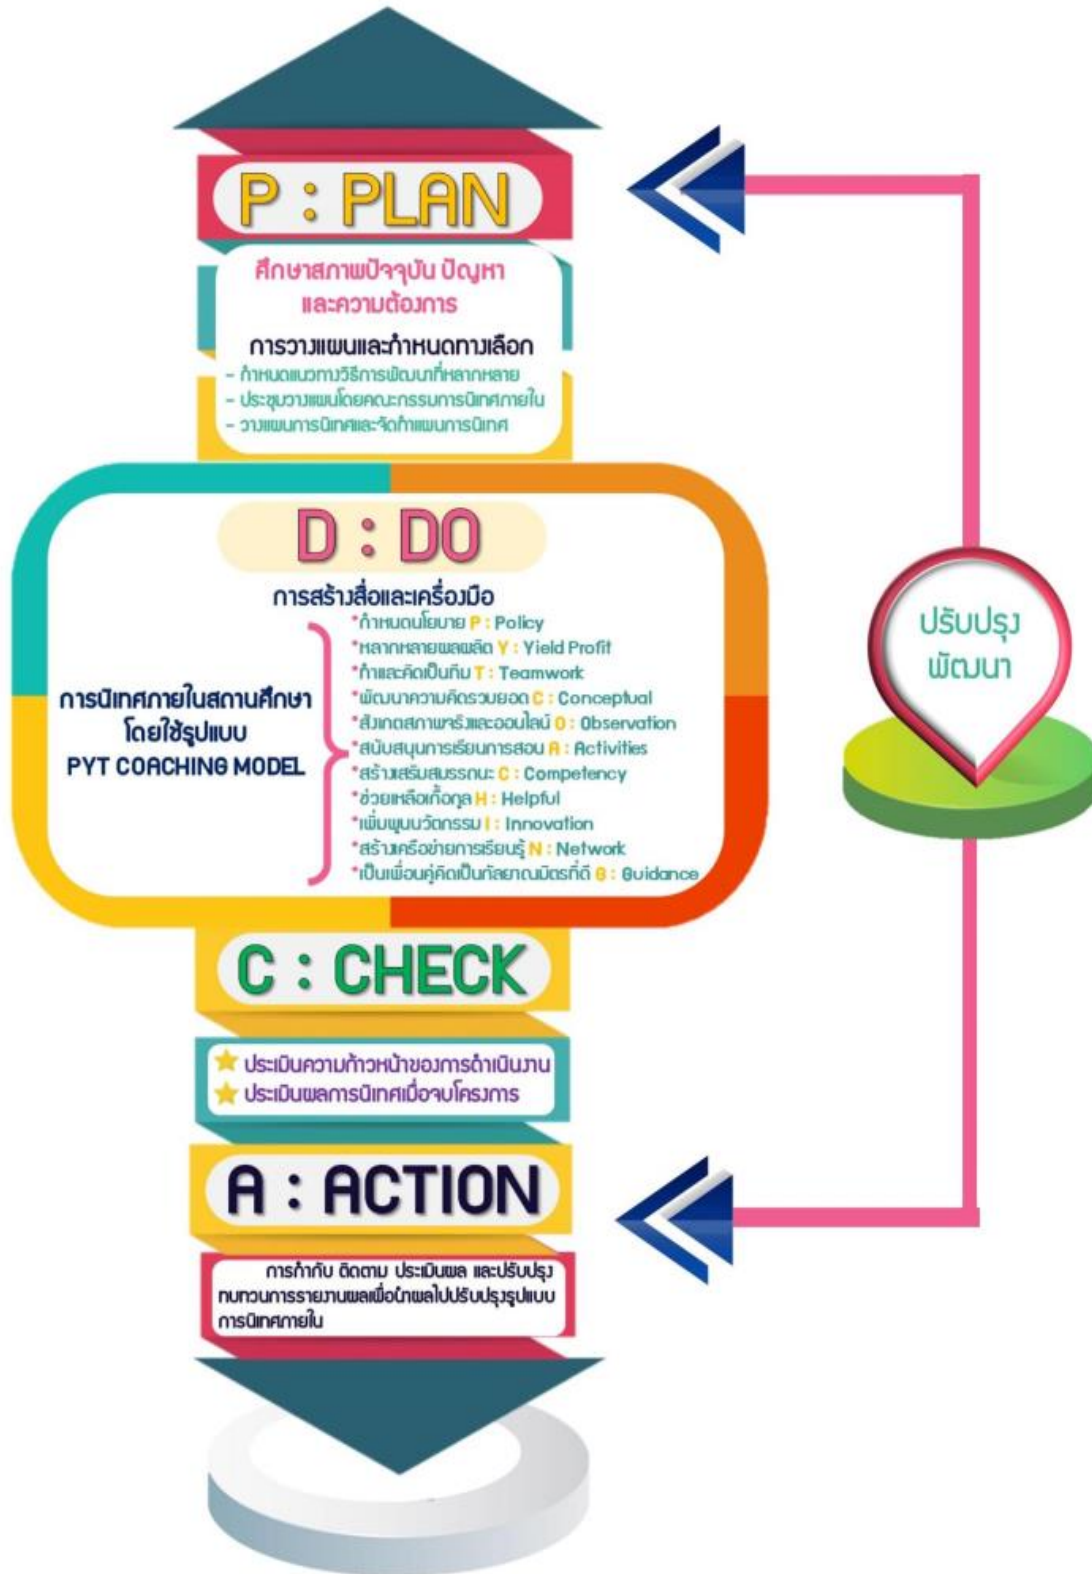 P : PLAN
ศึกษาสภาพปัจจุบัน ปัญหา
และความต้องการ
การวางแผนและกำหนดทางเลือก
- กำหนดแนวทางวิธีการพัฒนาที่หลากหลาย
- ประชุมวางแผนโดยคณะกรรมการนิเทศภายใน
- วางแผนการนิเทศและจัดทำแผนการนิเทศ
D : DO
การสร้างสื่อและเครื่องมือ
การนิเทศภายในสถานศึกษา
โดยใช้รูปแบบ
PYT COACHING MODEL
*กำหนดนโยบาย P : Policy
*หลากหลายผลผลิต Y : Yield Profit
*ทำและคิดเป็นทีม T : Teamwork
*พัฒนาความคิดรวบยอด C : Conceptual
*สังเกตสภาพจริงและออนไลน์ O : Observation
*สนับสนุนการเรียนการสอน A : Activities
*สร้างเสริมสมรรถนะ C : Competency
*ช่วยเหลือเกื้อกูล H : Helpful
*เพิ่มพูนนวัตกรรม I : Innovation
*สร้างเครือข่ายการเรียนรู้ N : Network
*เป็นเพื่อนคู่คิดเป็นกัลยาณมิตรที่ดี G : Guidance
C : CHECK
ประเมินความก้าวหน้าของการดำเนินงาน
ประเมินผลการนิเทศเมื่อจบโครงการ
A : ACTION
การกำกับ ติดตาม ประเมินผล และปรับปรุง
ทบทวนการรายงานผลเพื่อนำผลไปปรับปรุงรูปแบบ
การนิเทศภายใน
ปรับปรุง
พัฒนา